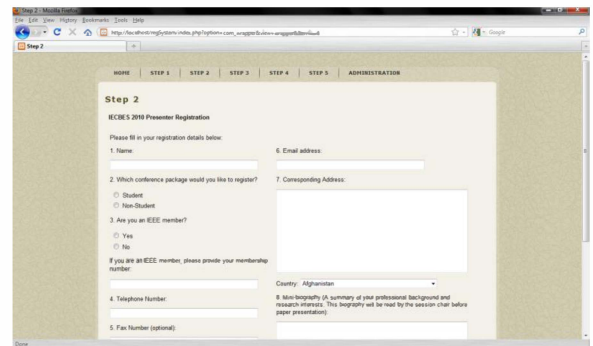 Step 2 - Mozilla Firefox
File Edit View History Bookmarks Tools Help
Google
Step 2
HOME STEP 1 STEP 2 STEP 3 STEP 4 STEP 5 ADMINISTRATION
Step 2
IECBES 2010 Presenter Registration
Please fill in your registration details below:
1. Name:
2. Which conference package would you like to register?
Student
Non-Student
3. Are you an IEEE member?
Yes
No
If you are an IEEE member, please provide your membership
number:
4. Telephone Number:
5. Fax Number (optional):
6. Email address:
7. Corresponding Address:
Country: Afghanistan
8. Mini-biography (A summary of your professional background and
research interests. This biography will be read by the session chair before
paper presentation):
Done